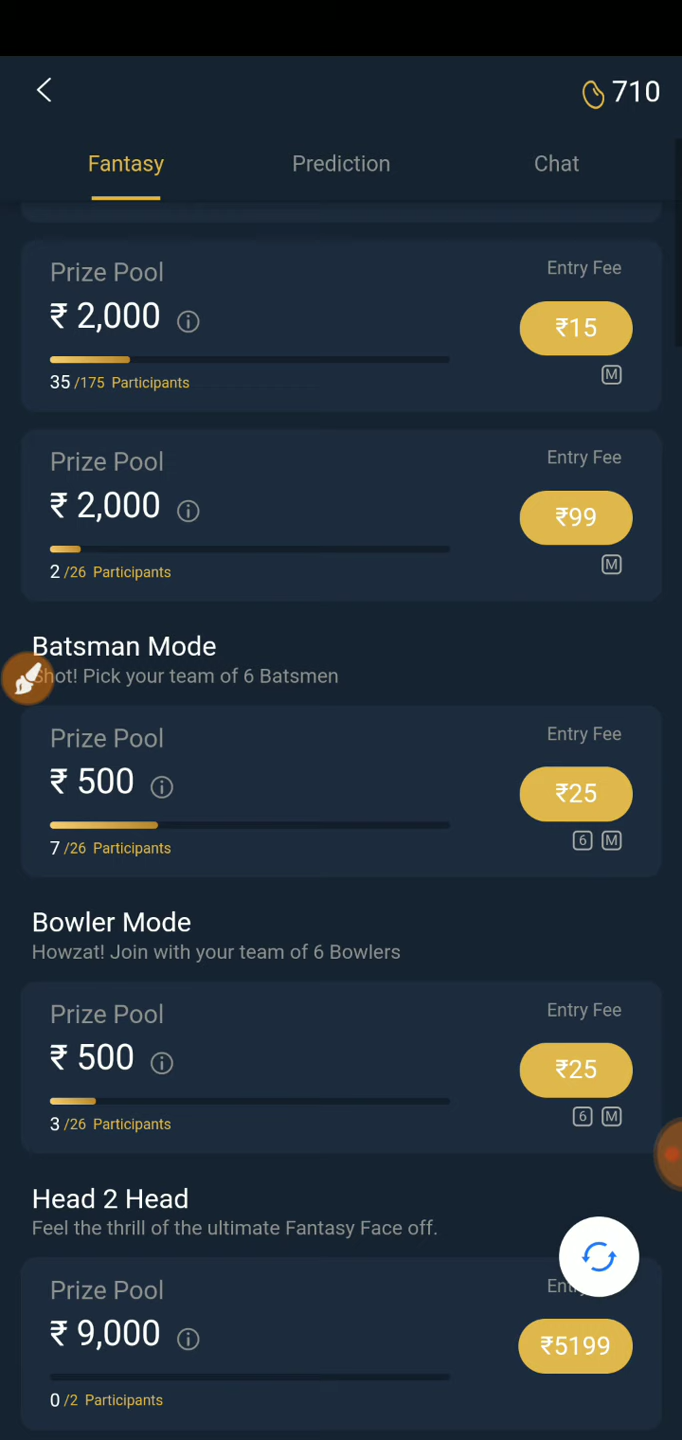 710
Fantasy Prediction Chat
Prize Pool Entry Fee
₹ 2,000 ₹15
M
35 /175 Participants
Prize Pool Entry Fee
₹ 2,000 ₹99
M
2 /26 Participants
Batsman Mode
Shot! Pick your team of 6 Batsmen
Prize Pool Entry Fee
₹ 500 ₹25
6 M
7 /26 Participants
Bowler Mode
Howzat! Join with your team of 6 Bowlers
Prize Pool Entry Fee
₹ 500 ₹25
6 M
3 /26 Participants
Head 2 Head
Feel the thrill of the ultimate Fantasy Face off.
Prize Pool
₹ 9,000 ₹5199
0 /2 Participants